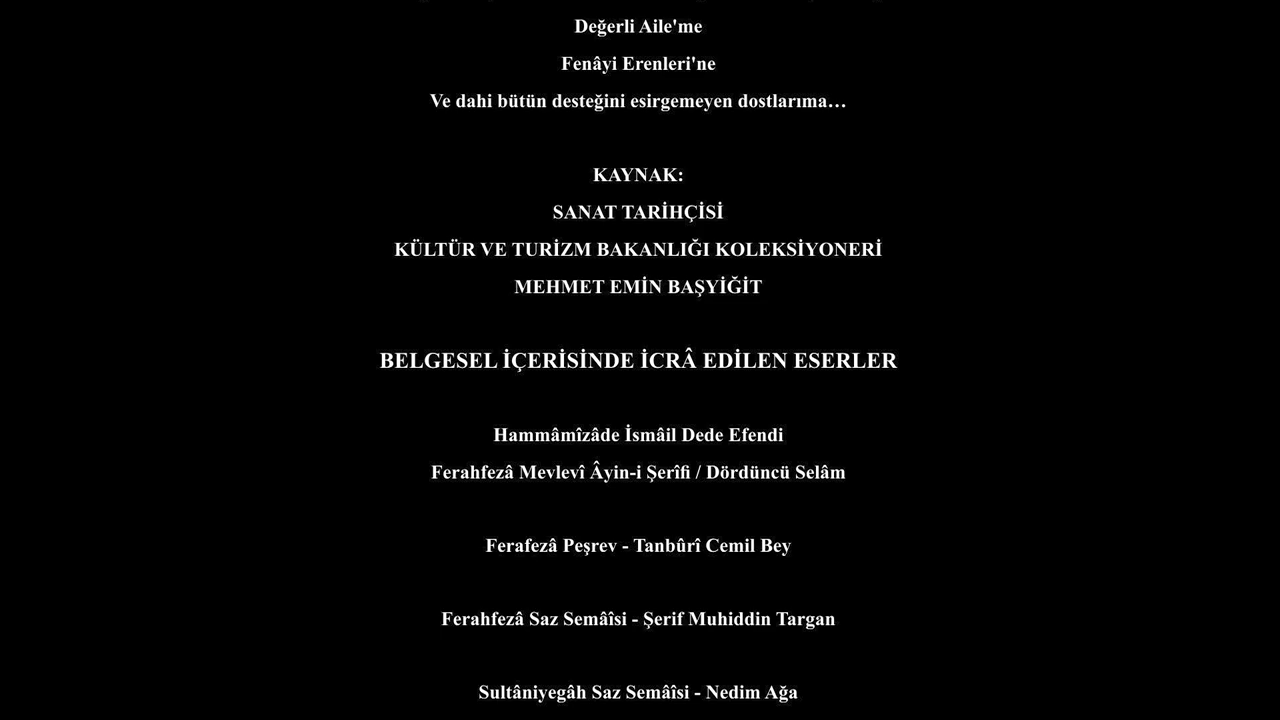 Değerli Aile'me
Fenâyi Erenleri'ne
Ve dahi bütün desteğini esirgemeyen dostlarıma…
KAYNAK:
SANAT TARİHÇİSİ
KÜLTÜR VE TURİZM BAKANLIĞI KOLEKSİYONERİ
MEHMET EMİN BAŞYİĞİT
BELGESEL İÇERİSİNDE İCRÂ EDİLEN ESERLER
Hammâmîzâde İsmâil Dede Efendi
Ferahfezâ Mevlevî Âyin-i Şerîfi / Dördüncü Selâm
Ferafezâ Peşrev - Tanbûrî Cemil Bey
Ferahfezâ Saz Semâîsi - Şerif Muhiddin Targan
Sultâniyegâh Saz Semâîsi - Nedim Ağa